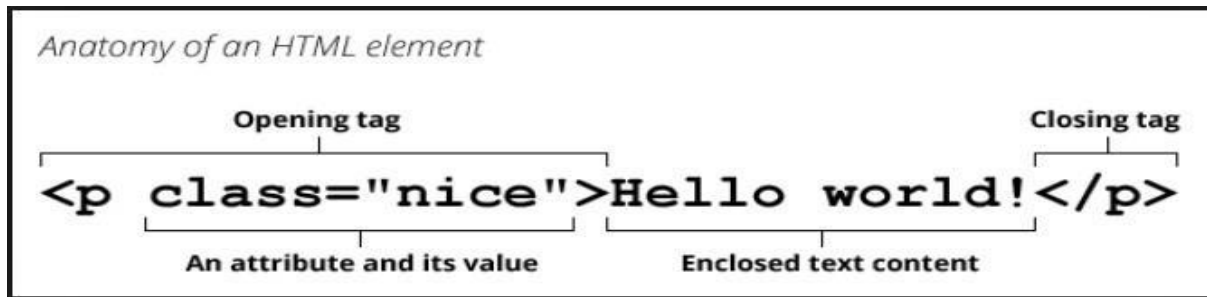 Anatomy of an HTML element
Opening tag Closing tag
<p class="nice">Hello world!</p>
An attribute and its value Enclosed text content